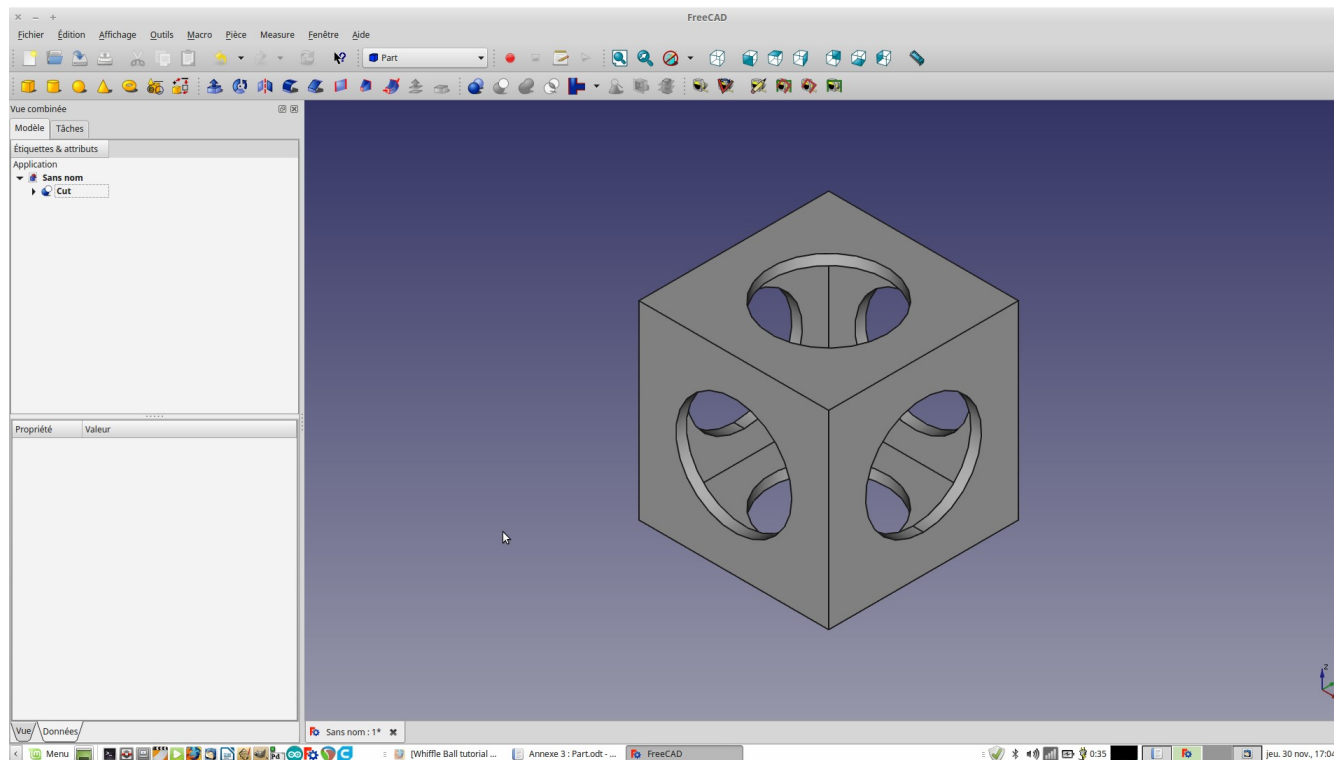 FreeCAD
Fichier Édition Affichage Outils Macro Pièce Measure Fenêtre Aide
Part
Vue combinée
Modèle Tâches
Étiquettes & attributs
Application
Sans nom
Cut
Propriété Valeur
Z
Vue Données
Sans nom : 1*
Menu [Whiffle Ball tutorial ... Annexe 3 : Part.odt - ... FreeCAD 0:35 jeu. 30 nov., 17:04